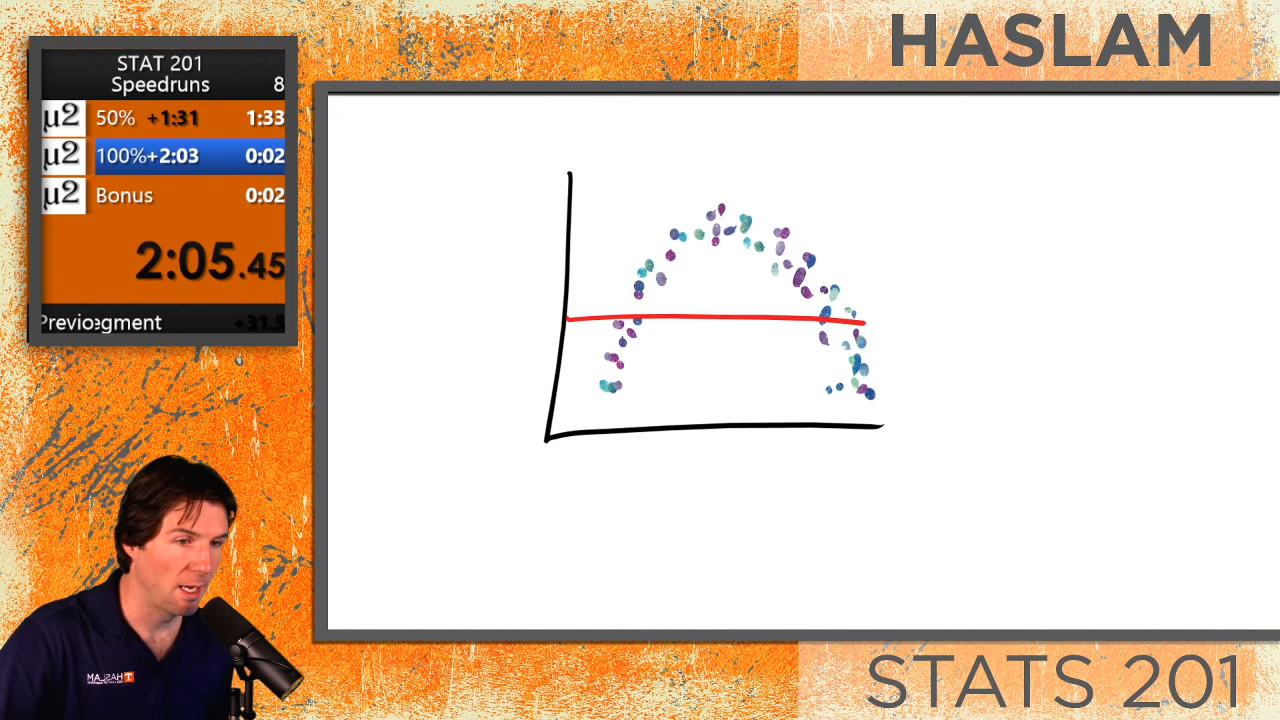 HASLAM
STAT 201
Speedruns 8
μ2 50% +1:31 1:33
μ2 100%+2:03 0:02
μ2 Bonus 0:02
2:05.45
STATS 201